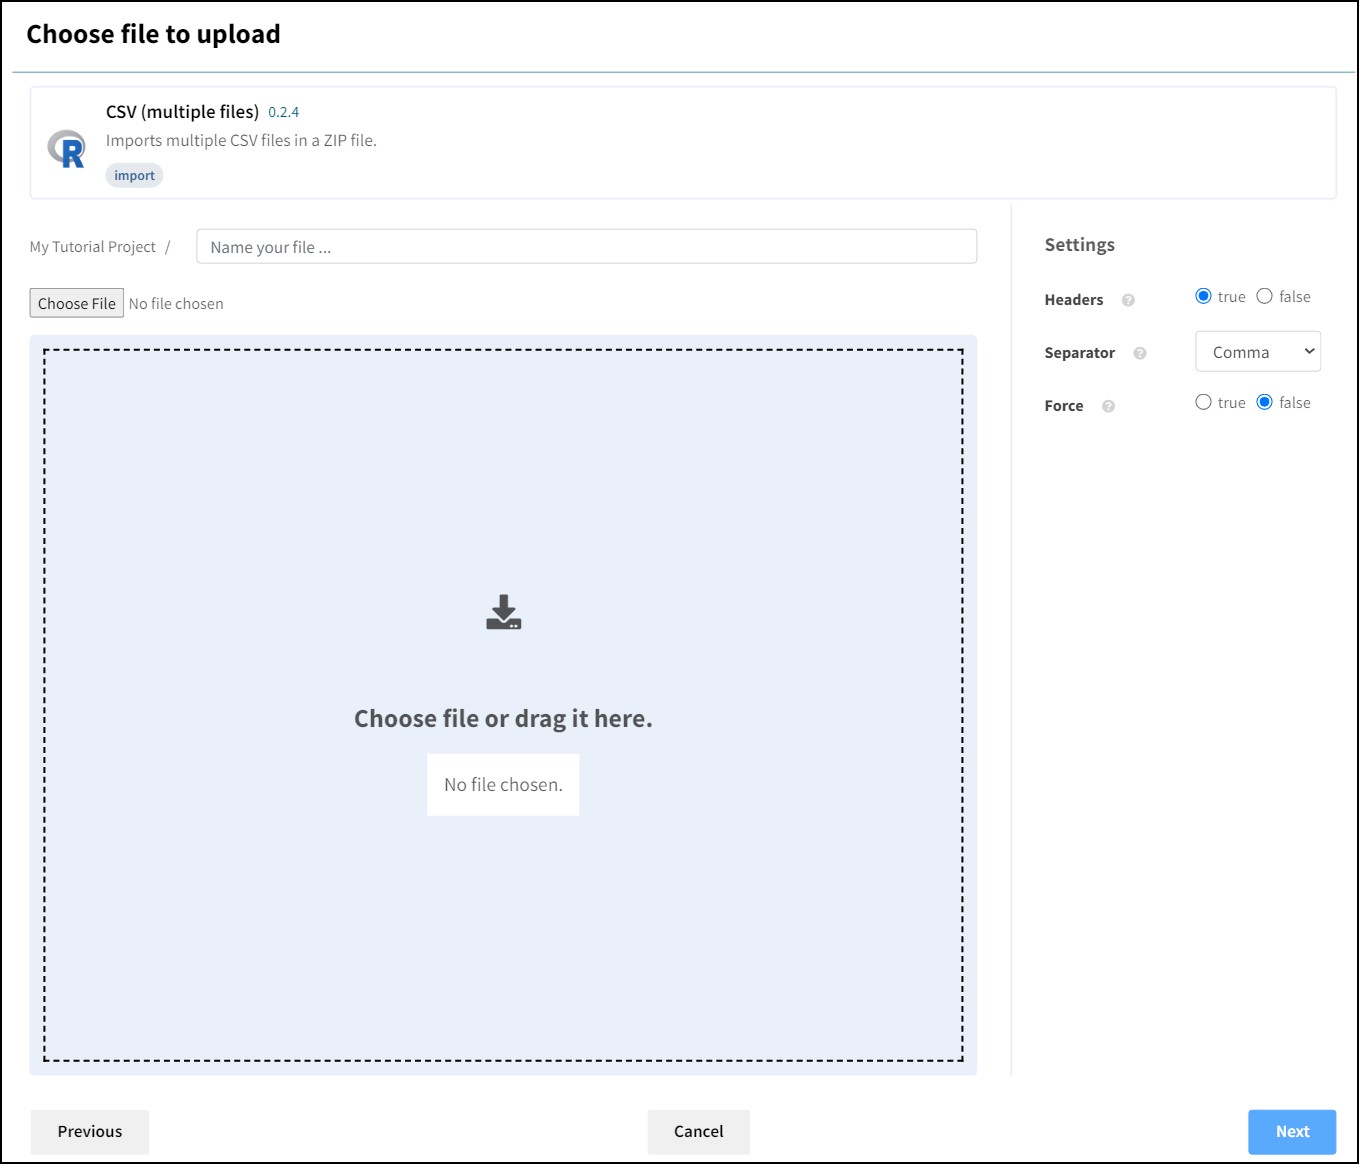 Choose file to upload
CSV (multiple files) 0.2.4
Imports multiple CSV files in a ZIP file.
R
import
My Tutorial Project / Name your file ...
Choose File No file chosen
Choose file or drag it here.
No file chosen.
Settings
Headers ? true false
Separator ? Comma
Force ? true false
Previous Cancel Next